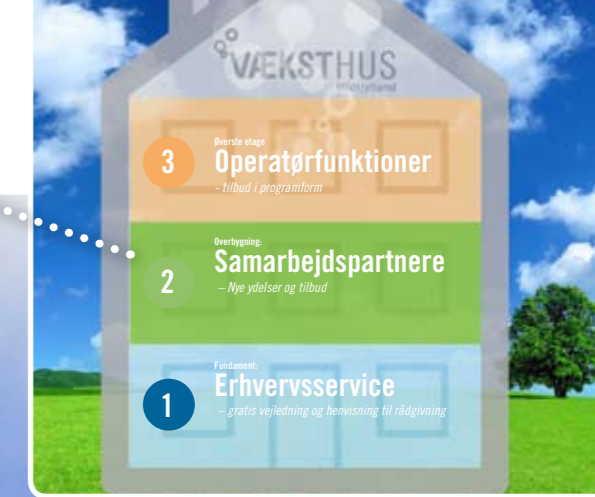 VÆKSTHUS
Midtjylland
Øverste etage
3 Operatørfunktioner
- tilbud i programform
Overbygning:
2 Samarbejdspartnere
– Nye ydelser og tilbud
Fundament:
1 Erhvervsservice
– gratis vejledning og henvisning til rådgivning